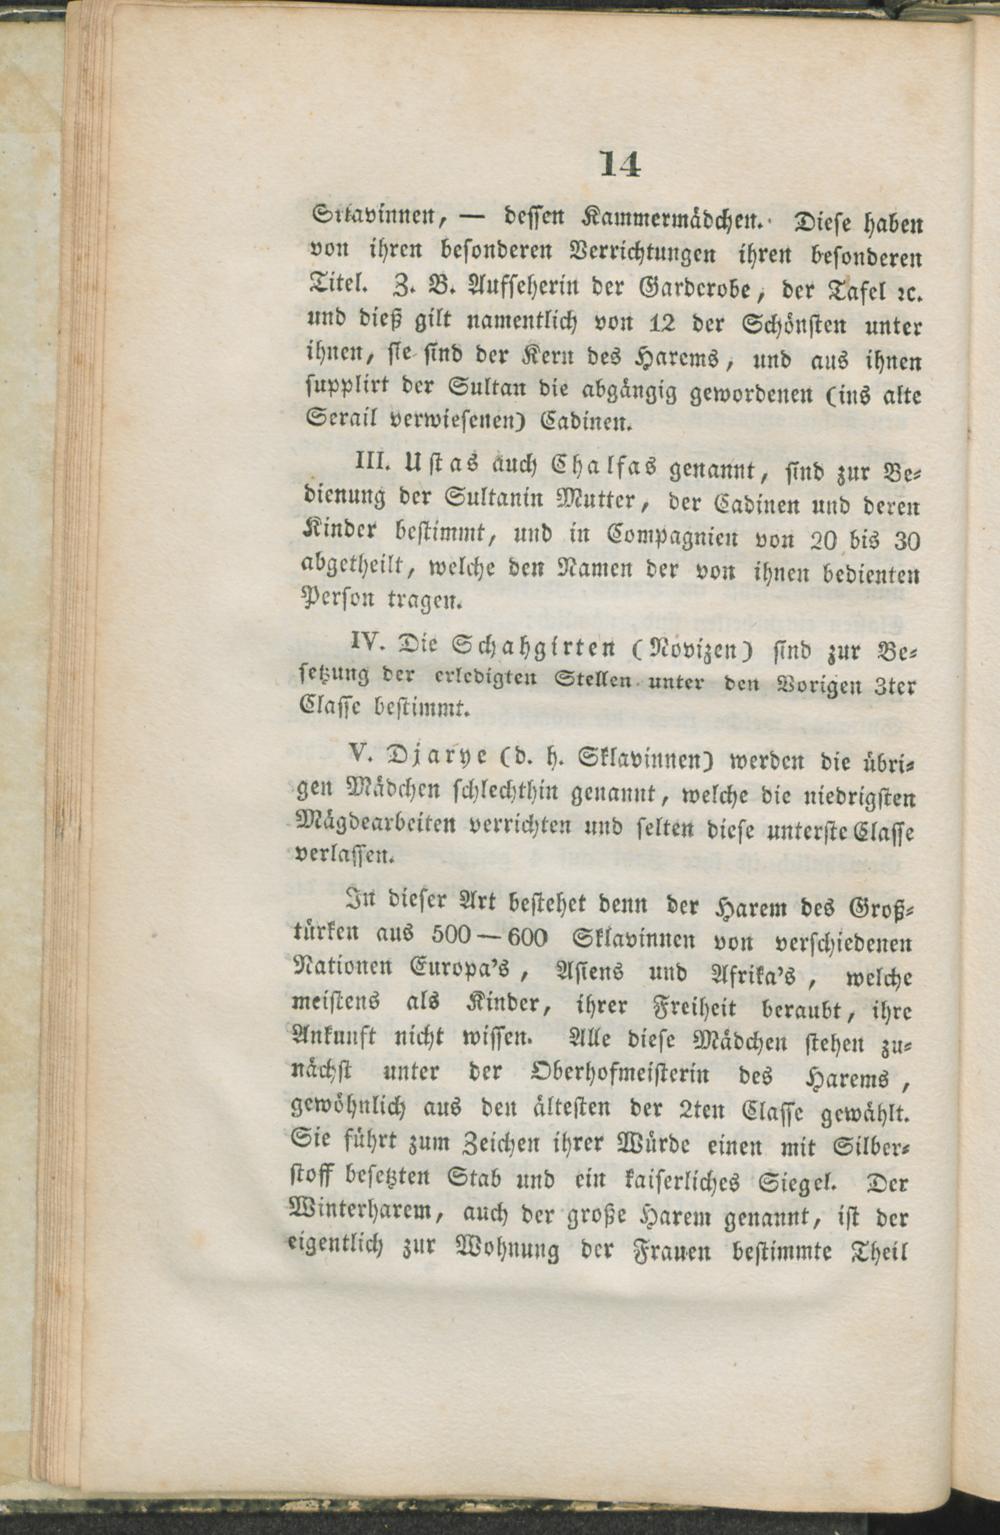 14
Sklavinnen, — dessen Kammermädchen. Diese haben
von ihren besonderen Verrichtungen ihren besonderen
Titel. Z. B. Aufseherin der Garderobe, der Tafel ꝛc.
und dieß gilt namentlich von 12 der Schönsten unter
ihnen, sie sind der Kern des Harems, und aus ihnen
supplirt der Sultan die abgängig gewordenen (ins alte
Serail verwiesenen) Cadinen.
III. Ustas auch Chalfas genannt, sind zur Be-
dienung der Sultanin Mutter, der Cadinen und deren
Kinder bestimmt, und in Compagnien von 20 bis 30
abgetheilt, welche den Namen der von ihnen bedienten
Person tragen.
IV. Die Schahgirten (Novizen) sind zur Be-
setzung der erledigten Stellen unter den Vorigen 3ter
Classe bestimmt.
V. Djarye (d. h. Sklavinnen) werden die übri-
gen Mädchen schlechthin genannt, welche die niedrigsten
Mägdearbeiten verrichten und selten diese unterste Classe
verlassen.
In dieser Art bestehet denn der Harem des Groß-
türken aus 500—600 Sklavinnen von verschiedenen
Nationen Europa's, Asiens und Afrika's, welche
meistens als Kinder, ihrer Freiheit beraubt, ihre
Ankunft nicht wissen. Alle diese Mädchen stehen zu-
nächst unter der Oberhofmeisterin des Harems,
gewöhnlich aus den ältesten der 2ten Classe gewählt.
Sie führt zum Zeichen ihrer Würde einen mit Silber-
stoff besetzten Stab und ein kaiserliches Siegel. Der
Winterharem, auch der große Harem genannt, ist der
eigentlich zur Wohnung der Frauen bestimmte Theil